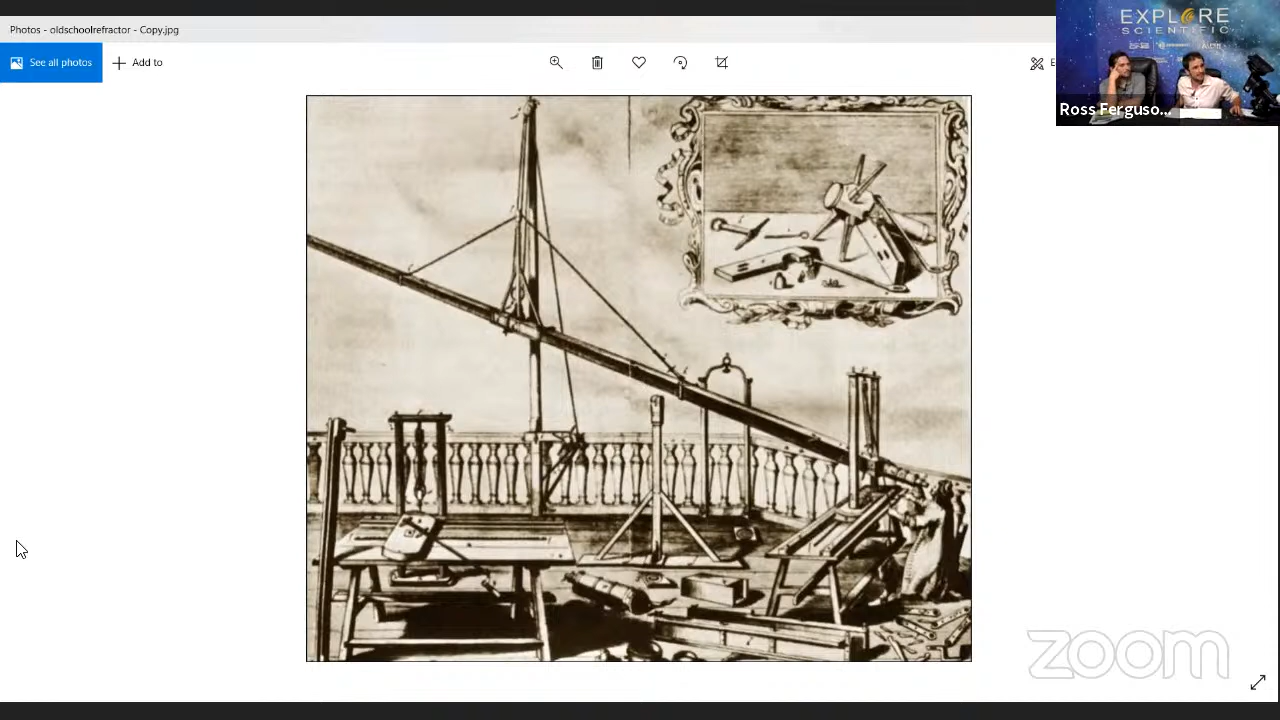 Photos - oldschoolrefractor - Copy.jpg
See all photos
Add to
EXPLORE
SCIENTIFIC
Ross Ferguso...
zoom